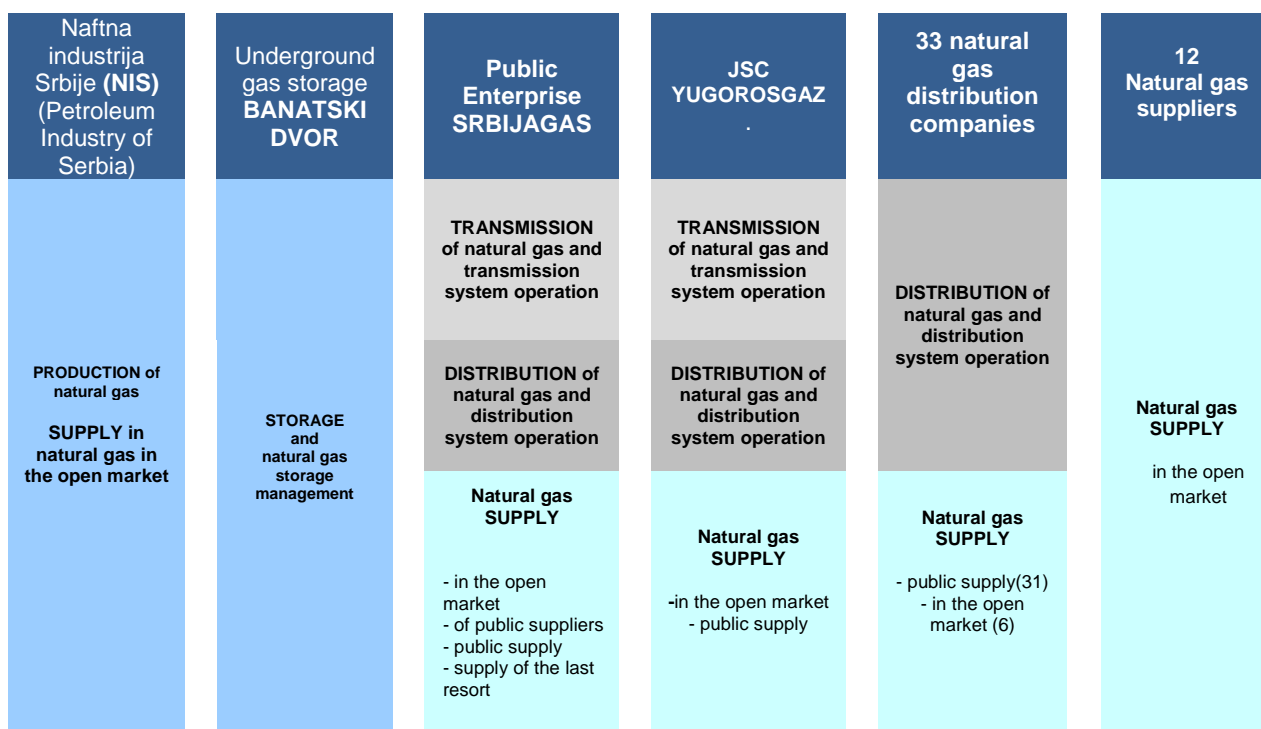 Naftna
industrija
Srbije (NIS)
(Petroleum
Industry of
Serbia)
Underground
gas storage
BANATSKI
DVOR
Public
Enterprise
SRBIJAGAS
JSC
YUGOROSGAZ
.
33 natural
gas
distribution
companies
12
Natural gas
suppliers
PRODUCTION of
natural gas
SUPPLY in
natural gas in
the open market
STORAGE
and
natural gas
storage
management
TRANSMISSION
of natural gas and
transmission
system operation
DISTRIBUTION of
natural gas and
distribution
system operation
Natural gas
SUPPLY
- in the open
market
- of public suppliers
- public supply
- supply of the last
resort
TRANSMISSION
of natural gas and
transmission
system operation
DISTRIBUTION of
natural gas and
distribution
system operation
Natural gas
SUPPLY
-in the open market
- public supply
DISTRIBUTION of
natural gas and
distribution
system operation
Natural gas
SUPPLY
- public supply(31)
- in the open
market (6)
Natural gas
SUPPLY
in the open
market